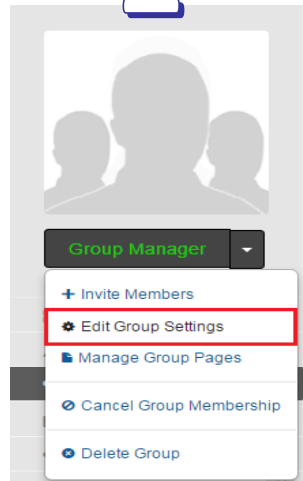 Group Manager
Invite Members
Edit Group Settings
Manage Group Pages
Cancel Group Membership
Delete Group